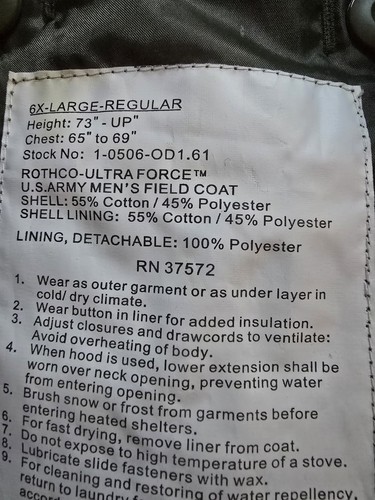 6X-LARGE-REGULAR
Height: 73" - UP"
Chest: 65" to 69"
Stock No: 1-0506-OD1.61
ROTHCO-ULTRA FORCE™
U.S.ARMY MEN'S FIELD COAT
SHELL: 55% Cotton / 45% Polyester
SHELL LINING: 55% Cotton / 45% Polyester
LINING, DETACHABLE: 100% Polyester
RN 37572
1. Wear as outer garment or as under layer in
cold/ dry climate.
2. Wear button in liner for added insulation.
3. Adjust closures and drawcords to ventilate:
Avoid overheating of body.
4. When hood is used, lower extension shall be
worn over neck opening, preventing water
from entering opening.
5. Brush snow or frost from garments before
entering heated shelters.
6. For fast drying, remove liner from coat.
7. Do not expose to high temperature of a stove.
8. Lubricate slide fasteners with wax.
9. For cleaning and restoring of water repellency,
return to laundry